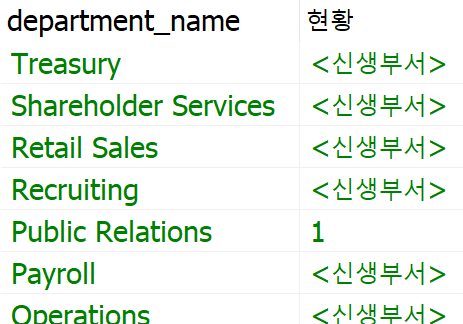 department_name 현황
Treasury <신생부서>
Shareholder Services <신생부서>
Retail Sales <신생부서>
Recruiting <신생부서>
Public Relations 1
Payroll <신생부서>
Operations <신생부서>